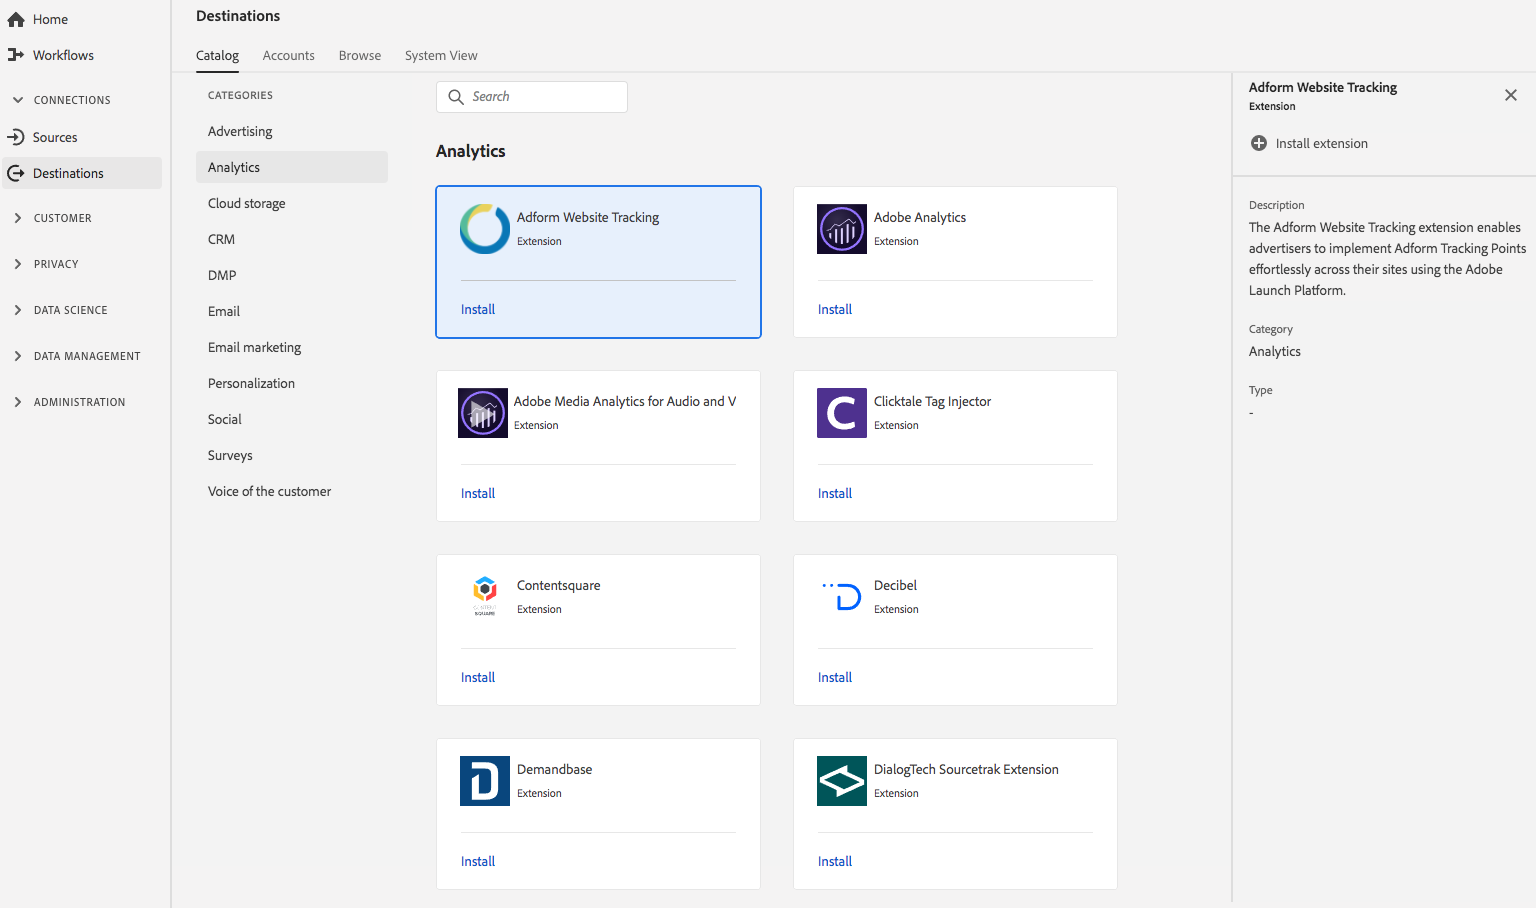 Home
Workflows
CONNECTIONS
Sources
Destinations
CUSTOMER
PRIVACY
DATA SCIENCE
DATA MANAGEMENT
ADMINISTRATION
Destinations
Catalog Accounts Browse System View
CATEGORIES
Advertising
Analytics
Cloud storage
CRM
DMP
Email
Email marketing
Personalization
Social
Surveys
Voice of the customer
Search
Analytics
Adform Website Tracking
Extension
Install
Adobe Analytics
Extension
Install
Adobe Media Analytics for Audio and V
Extension
Install
C
Clicktale Tag Injector
Extension
Install
CONTENT
SQUARE
Contentsquare
Extension
Install
D
Decibel
Extension
Install
D
Demandbase
Extension
Install
DialogTech Sourcetrak Extension
Extension
Install
Adform Website Tracking
Extension
Install extension
Description
The Adform Website Tracking extension enables
advertisers to implement Adform Tracking Points
effortlessly across their sites using the Adobe
Launch Platform.
Category
Analytics
Type
-